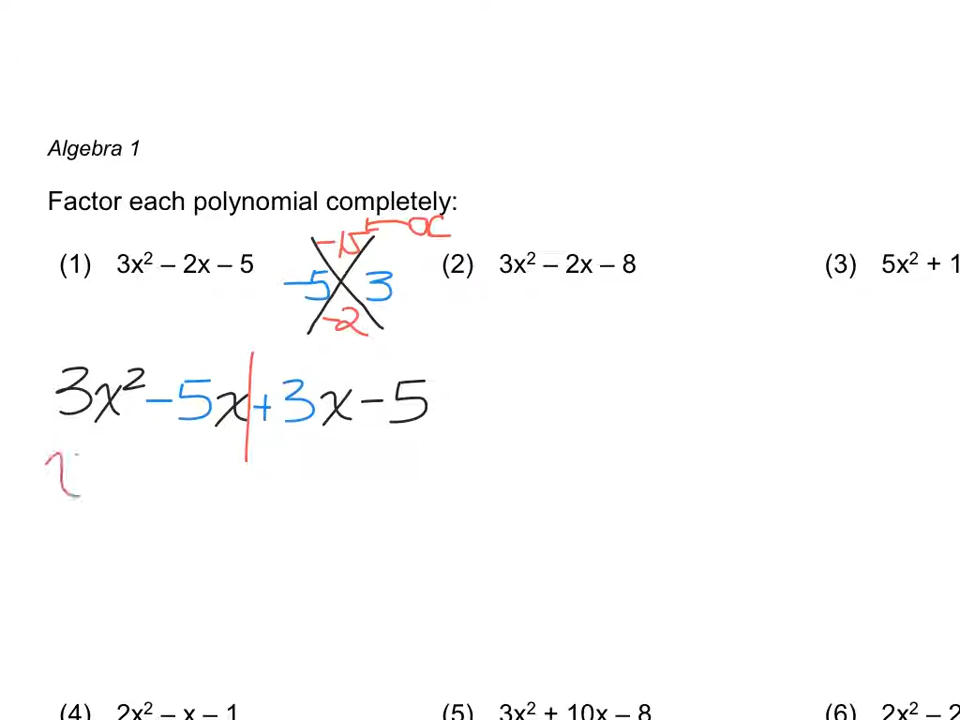 Algebra 1
Factor each polynomial completely:
(1) 3x² – 2x – 5
-15
ac
-5 3
-2
(2) 3x² – 2x – 8
(3) 5x² + 1
3x² -5x + 3x - 5
(4) 2x² – x – 1
(5) 3x² + 10x – 8
(6) 2x² – 2